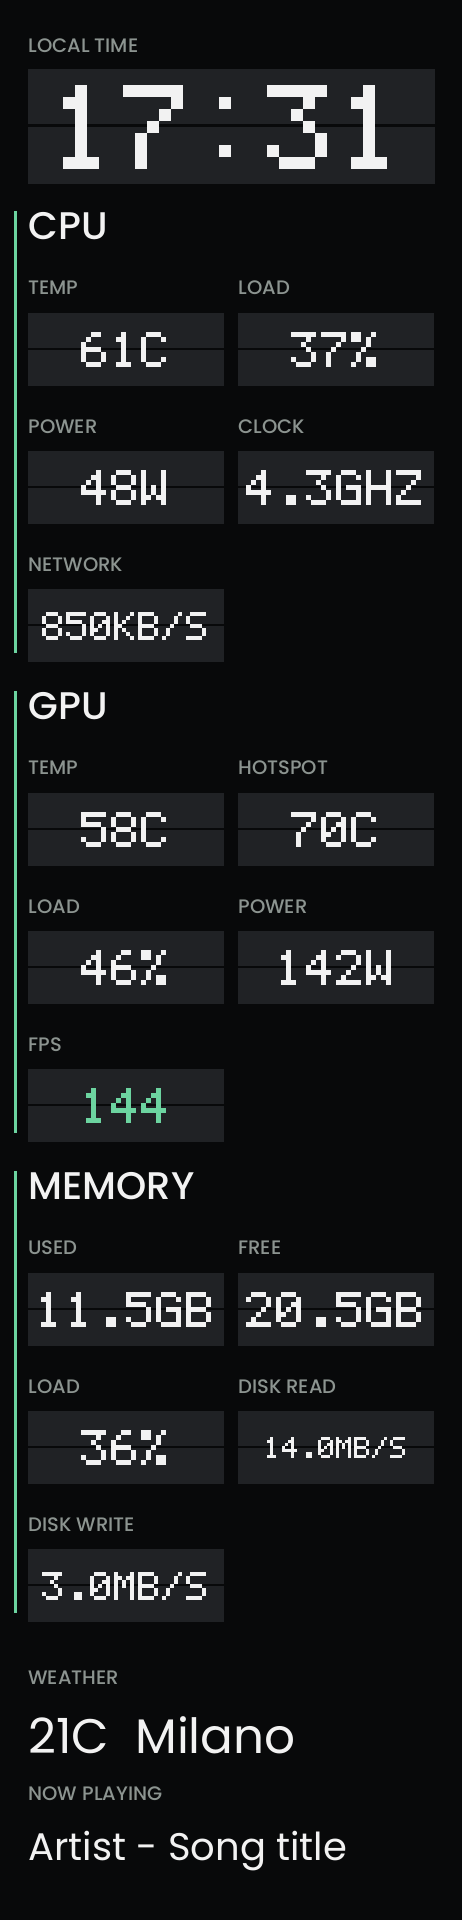 LOCAL TIME
17:31
CPU
TEMP LOAD
61C 37%
POWER CLOCK
48W 4.3GHZ
NETWORK
850KB/S
GPU
TEMP HOTSPOT
58C 70C
LOAD POWER
46% 142W
FPS
144
MEMORY
USED FREE
11.5GB 20.5GB
LOAD DISK READ
36% 14.0MB/S
DISK WRITE
3.0MB/S
WEATHER
21C Milano
NOW PLAYING
Artist - Song title